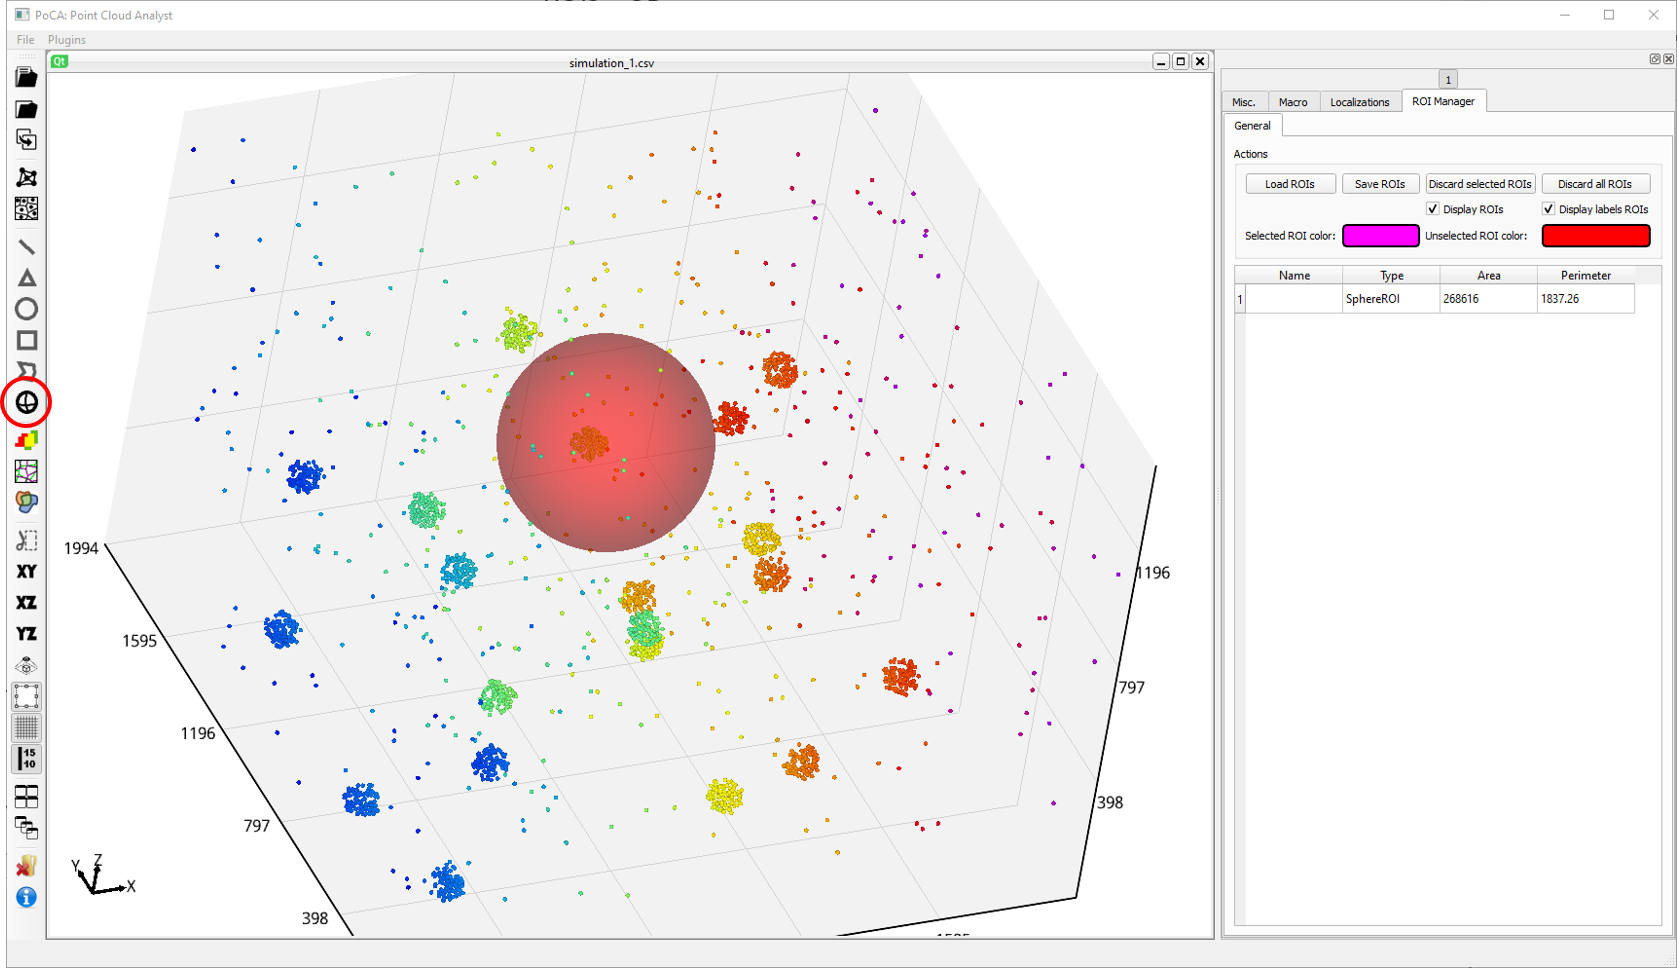 PoCA: Point Cloud Analyst
File Plugins
Qt
simulation_1.csv
1
Misc. Macro Localizations ROI Manager
General
Actions
Load ROIs Save ROIs Discard selected ROIs Discard all ROIs
Display ROIs Display labels ROIs
Selected ROI color: Unselected ROI color:
Name Type Area Perimeter
1 SphereROI 268616 1837.26
XY
XZ
YZ
15
10
1994
1595
1196
797
398
1196
797
398
Y Z
X